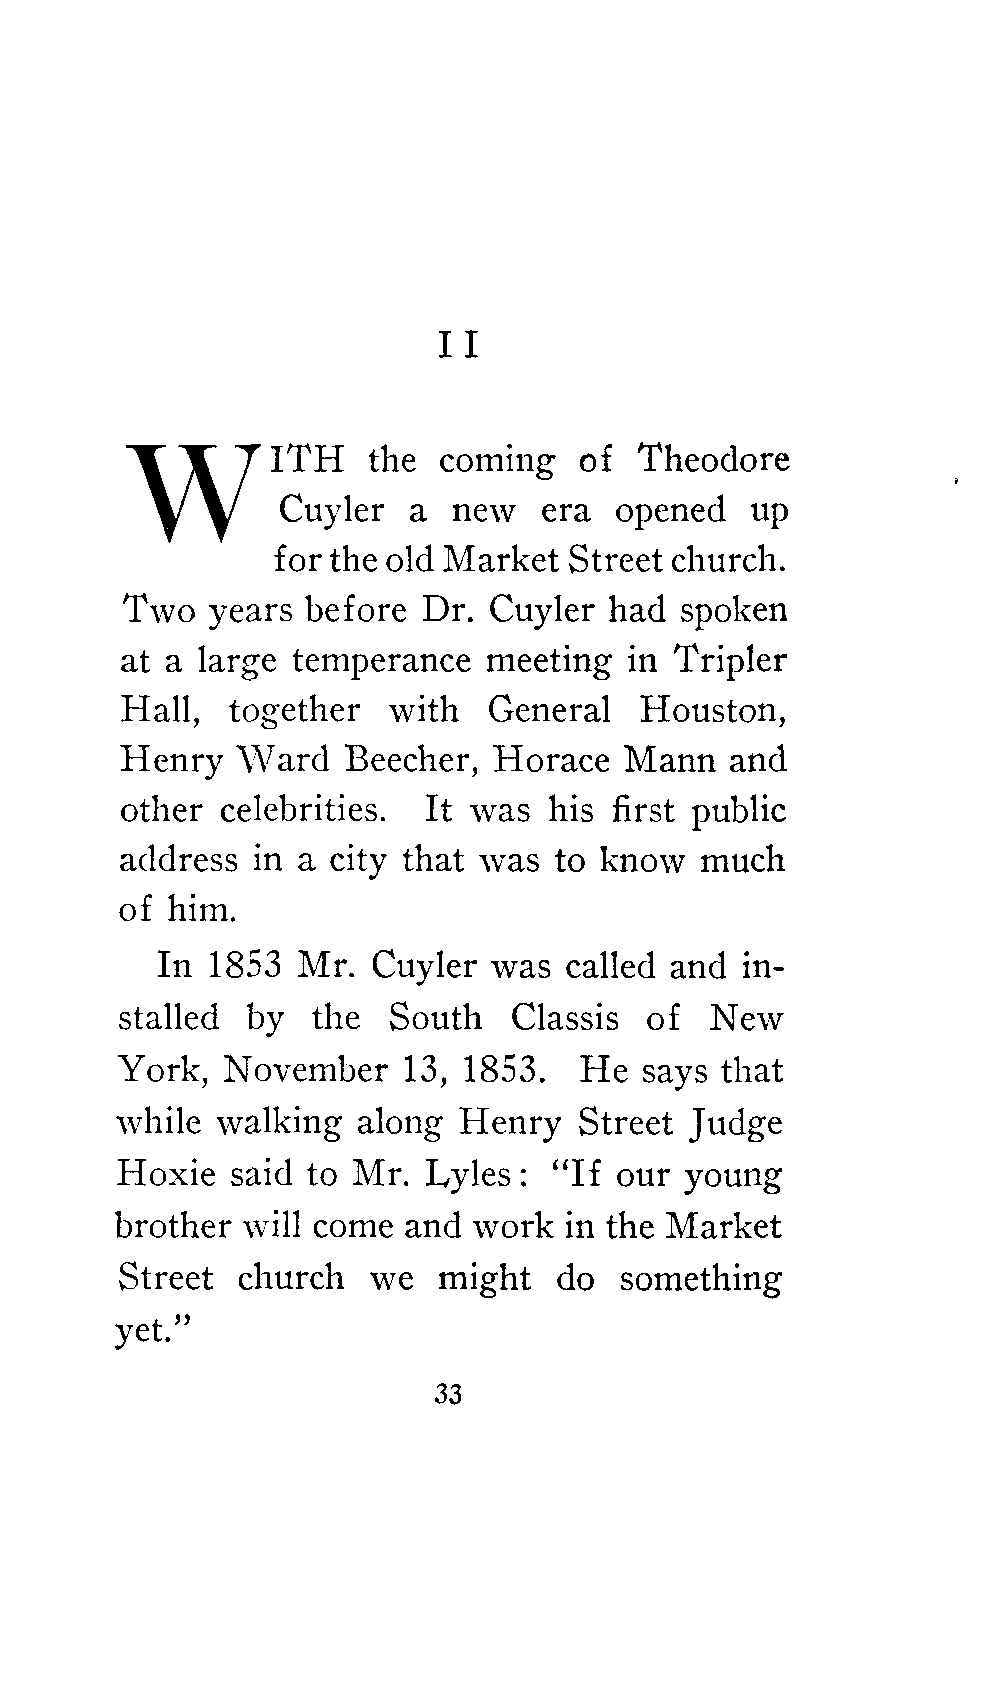 II
WITH the coming of Theodore
Cuyler a new era opened up
for the old Market Street church.
Two years before Dr. Cuyler had spoken
at a large temperance meeting in Tripler
Hall, together with General Houston,
Henry Ward Beecher, Horace Mann and
other celebrities. It was his first public
address in a city that was to know much
of him.
In 1853 Mr. Cuyler was called and in-
stalled by the South Classis of New
York, November 13, 1853. He says that
while walking along Henry Street Judge
Hoxie said to Mr. Lyles: “If our young
brother will come and work in the Market
Street church we might do something
yet.”
33